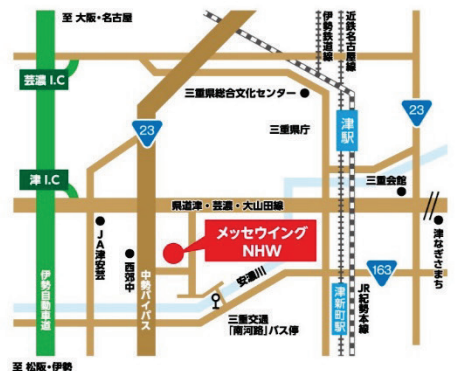 至 大阪・名古屋
伊勢鉄道線
近鉄名古屋線
芸濃 I.C
三重県総合文化センター
23
三重県庁
津駅
23
津 I.C
三重会館
県道津・芸濃・大山田線
メッセウイング
NHW
JA津安芸
西郊中
津なぎさまち
伊勢自動車道
中勢バイパス
安濃川
163
津新町駅
JR紀勢本線
三重交通
「南河路」バス停
至 松阪・伊勢